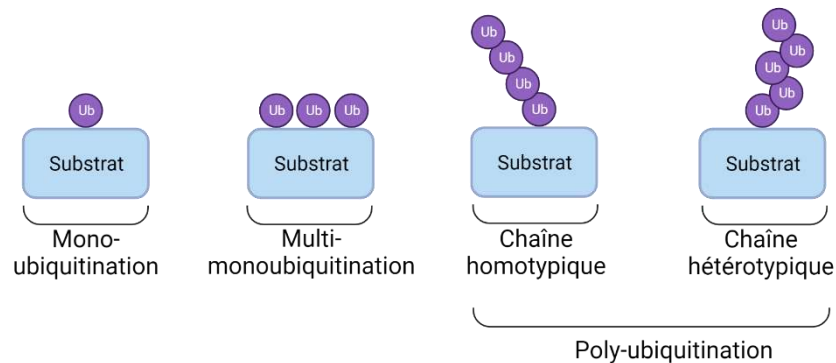 Ub
Ub
Ub
Ub
Ub
Ub
Ub
Ub
Ub
Ub
Ub
Ub
Ub
Substrat
Substrat
Substrat
Substrat
Mono-
ubiquitination
Multi-
monoubiquitination
Chaîne
homotypique
Chaîne
hétérotypique
Poly-ubiquitination